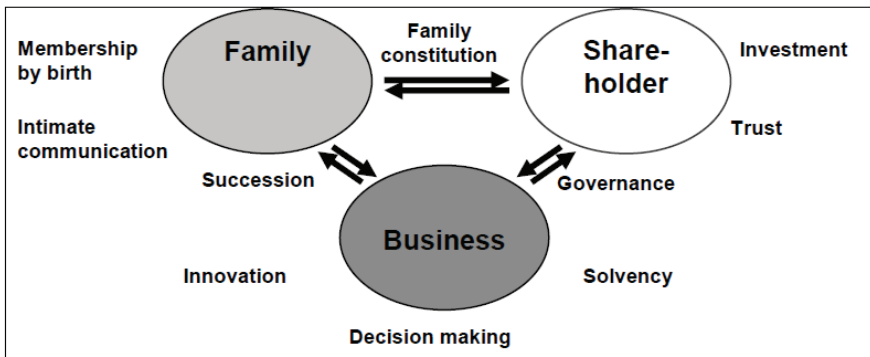 Membership
by birth
Family
Family
constitution
Share-
holder
Investment
Intimate
communication
Trust
Succession
Governance
Business
Innovation
Solvency
Decision making